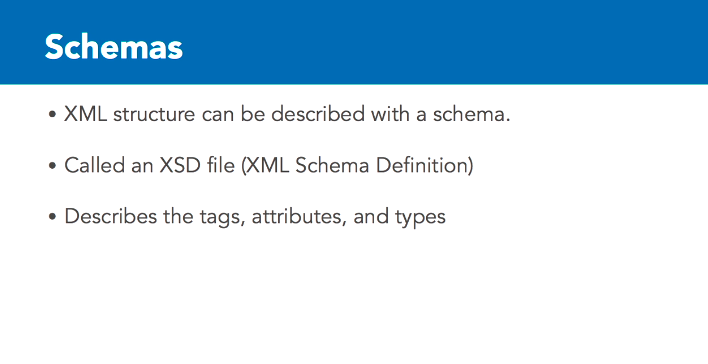 Schemas
• XML structure can be described with a schema.
• Called an XSD file (XML Schema Definition)
• Describes the tags, attributes, and types